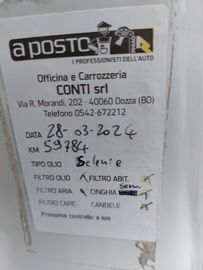 a posto
I PROFESSIONISTI DELL'AUTO
Officina e Carrozzeria
CONTI srl
Via R. Morandi, 202 - 40060 Dozza (BO)
Telefono 0542-672212
DATA 28-03-2024
KM 59784
TIPO OLIO Selenie
FILTRO OLIO FILTRO ABIT. ✓
FILTRO ARIA CINGHIA Serv. ✓
FILTRO CARB. CANDELE ✓
Prossimo controllo a km